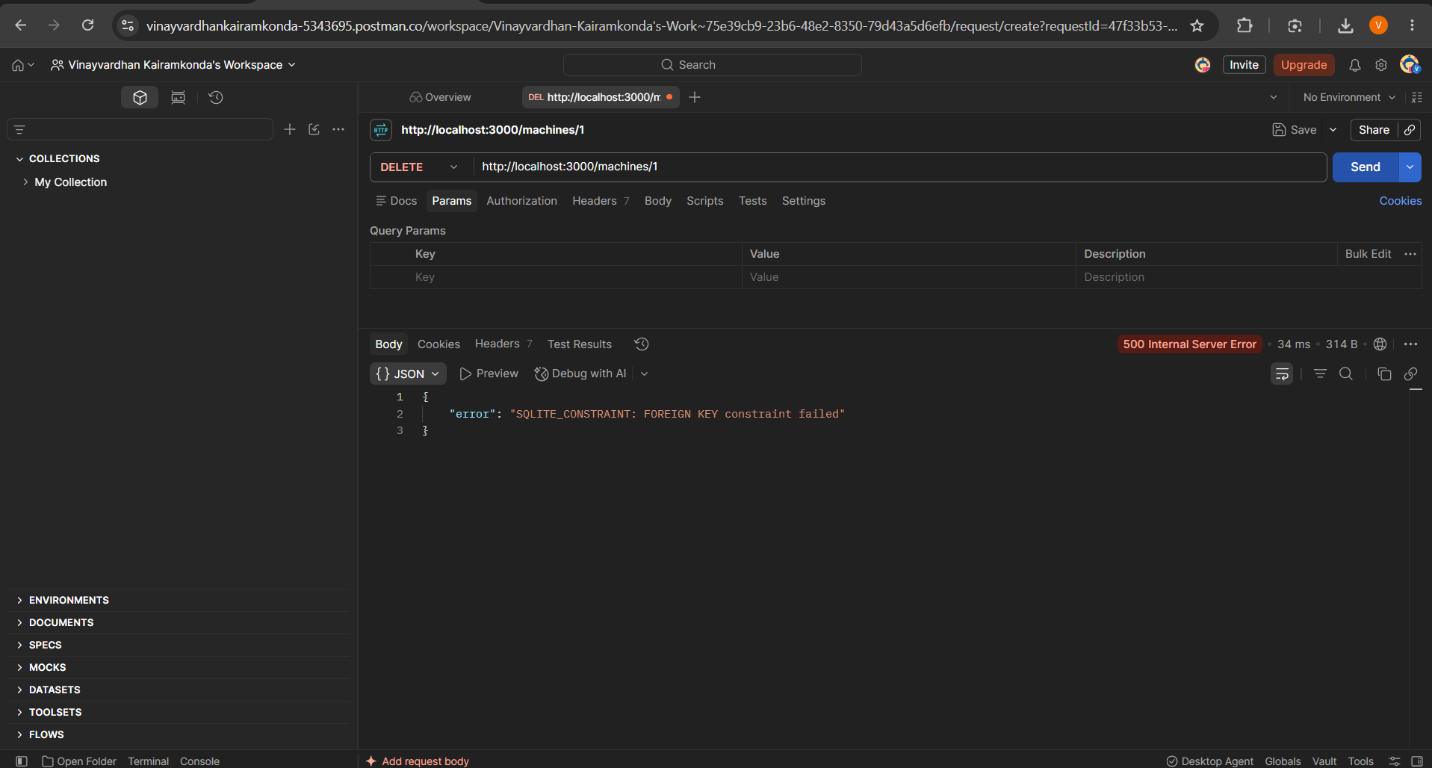 vinayvardhankairamkonda-5343695.postman.co/workspace/Vinayvardhan-Kairamkonda's-Work~75e39cb9-23b6-48e2-8350-79d43a5d6efb/request/create?requestId=47f33b53-...
V
Vinayvardhan Kairamkonda's Workspace
Search
Invite
Upgrade
Overview
DEL http://localhost:3000/m
No Environment
HTTP http://localhost:3000/machines/1
Save
Share
COLLECTIONS
My Collection
DELETE http://localhost:3000/machines/1
Send
Docs Params Authorization Headers 7 Body Scripts Tests Settings
Cookies
Query Params
Key Value Description Bulk Edit
Key Value Description
Body Cookies Headers 7 Test Results
500 Internal Server Error • 34 ms • 314 B
{ } JSON Preview Debug with AI
1 {
2 "error": "SQLITE_CONSTRAINT: FOREIGN KEY constraint failed"
3 }
ENVIRONMENTS
DOCUMENTS
SPECS
MOCKS
DATASETS
TOOLSETS
FLOWS
Open Folder Terminal Console
Add request body
Desktop Agent Globals Vault Tools